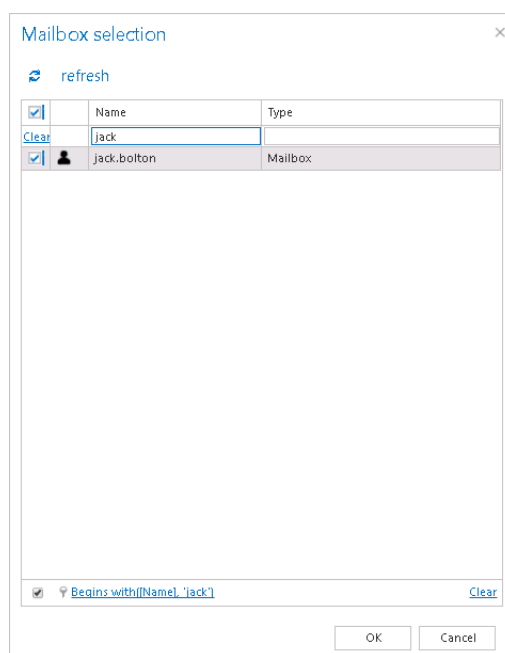 Mailbox selection
refresh
Name Type
Clear jack
jack.bolton Mailbox
Begins with([Name], 'jack') Clear
OK Cancel